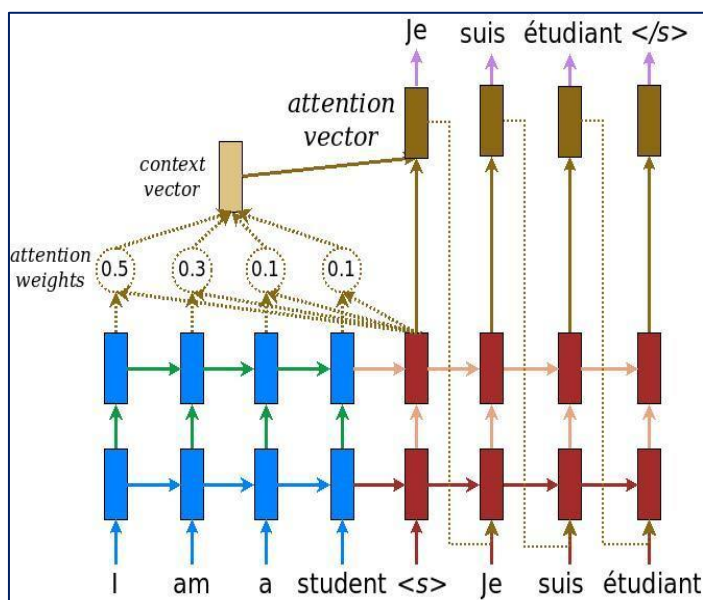 Je suis étudiant </s>
attention
vector
context
vector
attention
weights
0.5 0.3 0.1 0.1
I am a student <s> Je suis étudiant